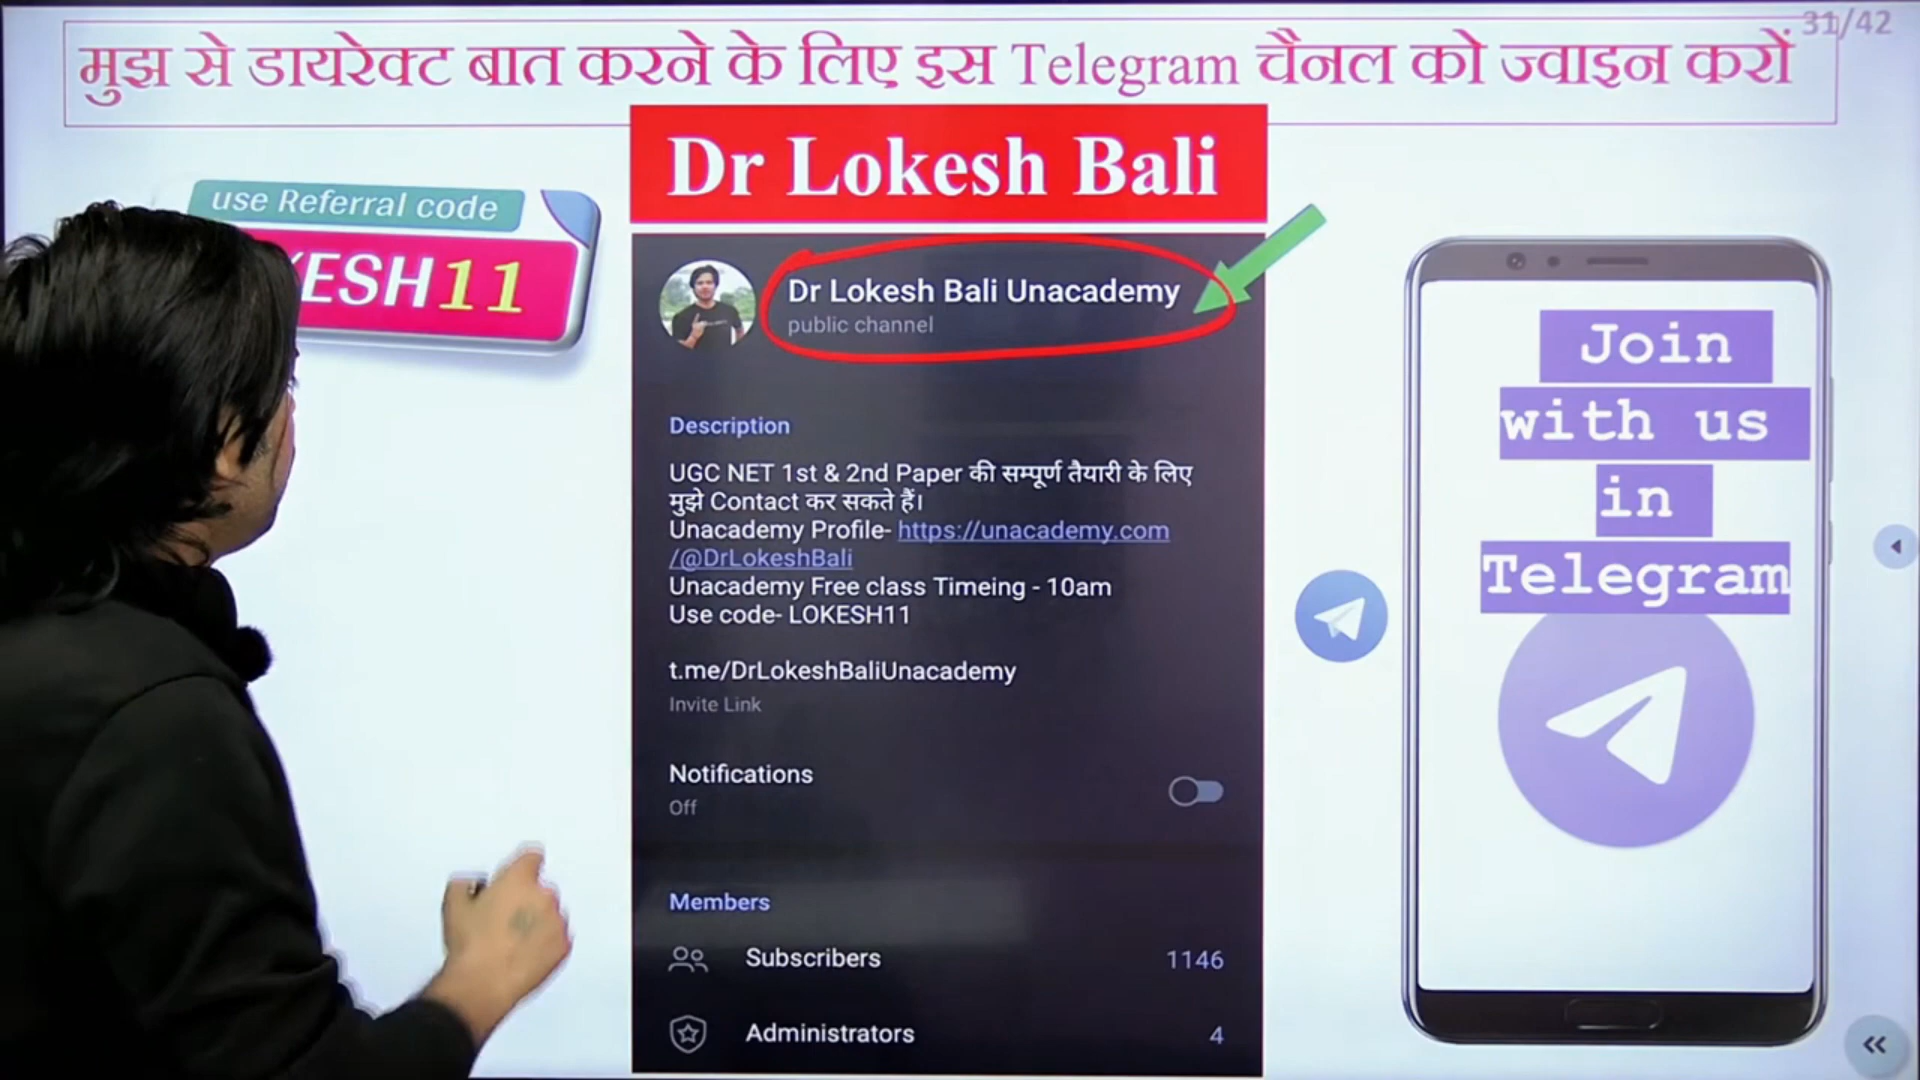 31/42
मुझ से डायरेक्ट बात करने के लिए इस Telegram चैनल को ज्वाइन करों
Dr Lokesh Bali
use Referral code
KESH11
Dr Lokesh Bali Unacademy
public channel
Description
UGC NET 1st & 2nd Paper की सम्पूर्ण तैयारी के लिए
मुझे Contact कर सकते हैं।
Unacademy Profile- https://unacademy.com
/@DrLokeshBali
Unacademy Free class Timeing - 10am
Use code- LOKESH11
t.me/DrLokeshBaliUnacademy
Invite Link
Notifications
Off
Members
Subscribers 1146
Administrators 4
Join
with us
in
Telegram